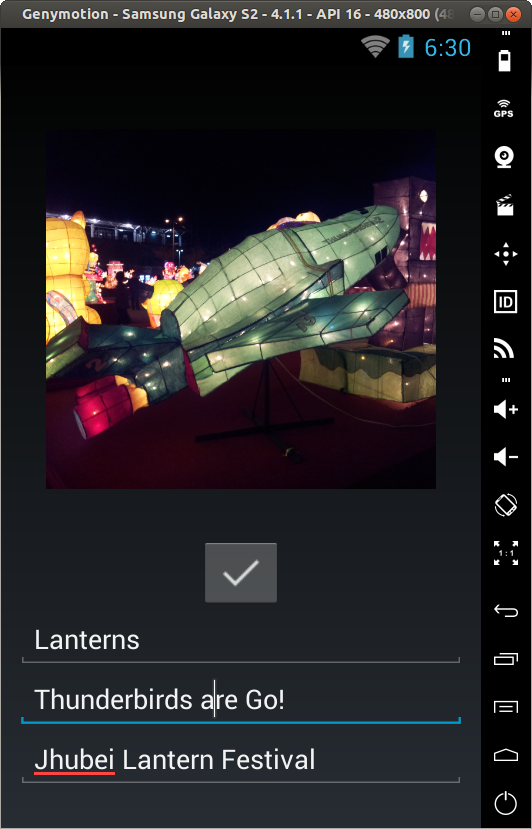 Genymotion - Samsung Galaxy S2 - 4.1.1 - API 16 - 480x800 (48
6:30
GPS
ID
1:1
Lanterns
Thunderbirds are Go!
Jhubei Lantern Festival